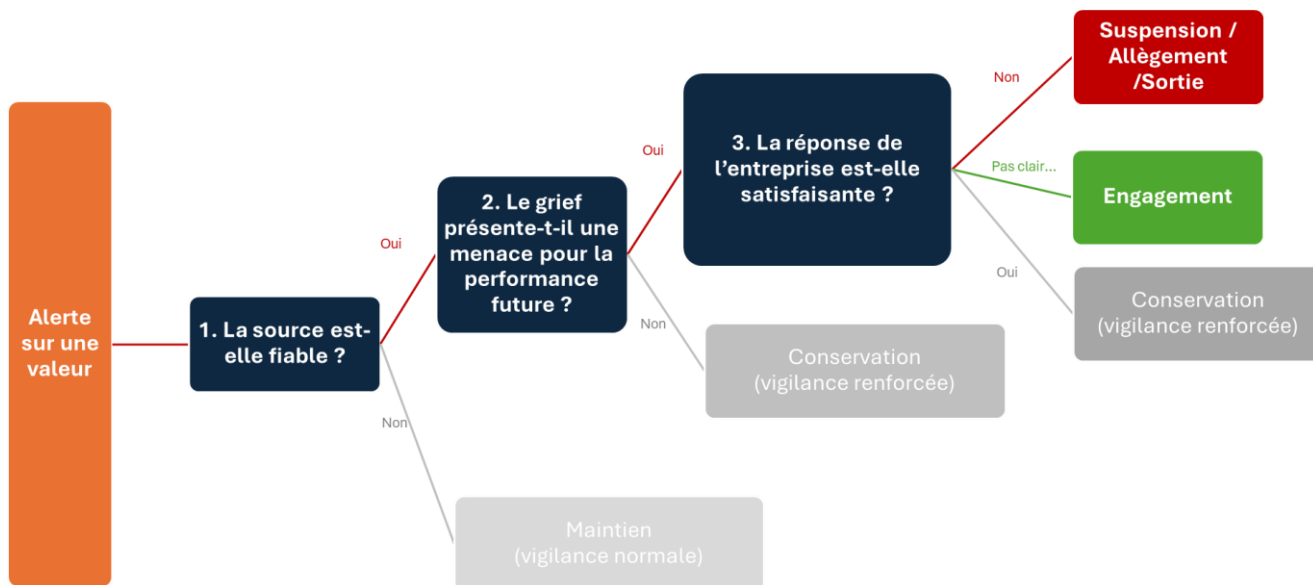 Alerte
sur une
valeur
1. La source est-
elle fiable ?
Oui
Non
2. Le grief
présente-t-il une
menace pour la
performance
future ?
Oui
Non
Maintien
(vigilance normale)
3. La réponse de
l’entreprise est-elle
satisfaisante ?
Conservation
(vigilance renforcée)
Non
Pas clair...
Oui
Suspension /
Allègement
/Sortie
Engagement
Conservation
(vigilance renforcée)